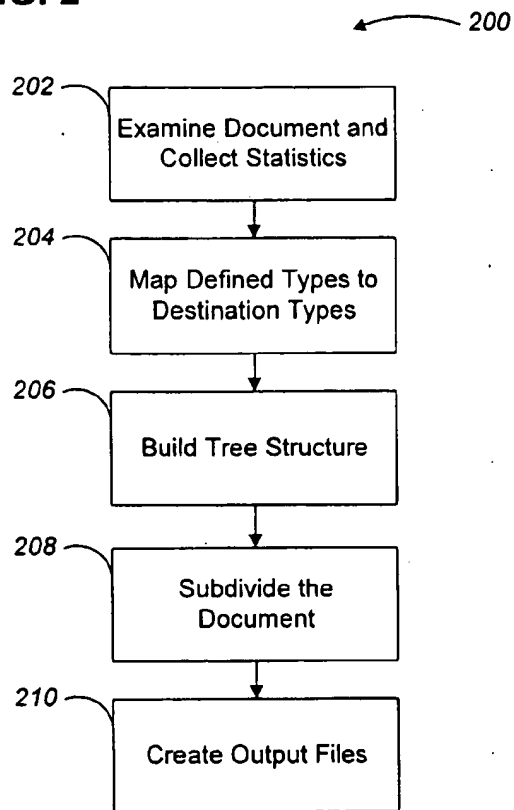 200
202
Examine Document and
Collect Statistics
204
Map Defined Types to
Destination Types
206
Build Tree Structure
208
Subdivide the
Document
210
Create Output Files